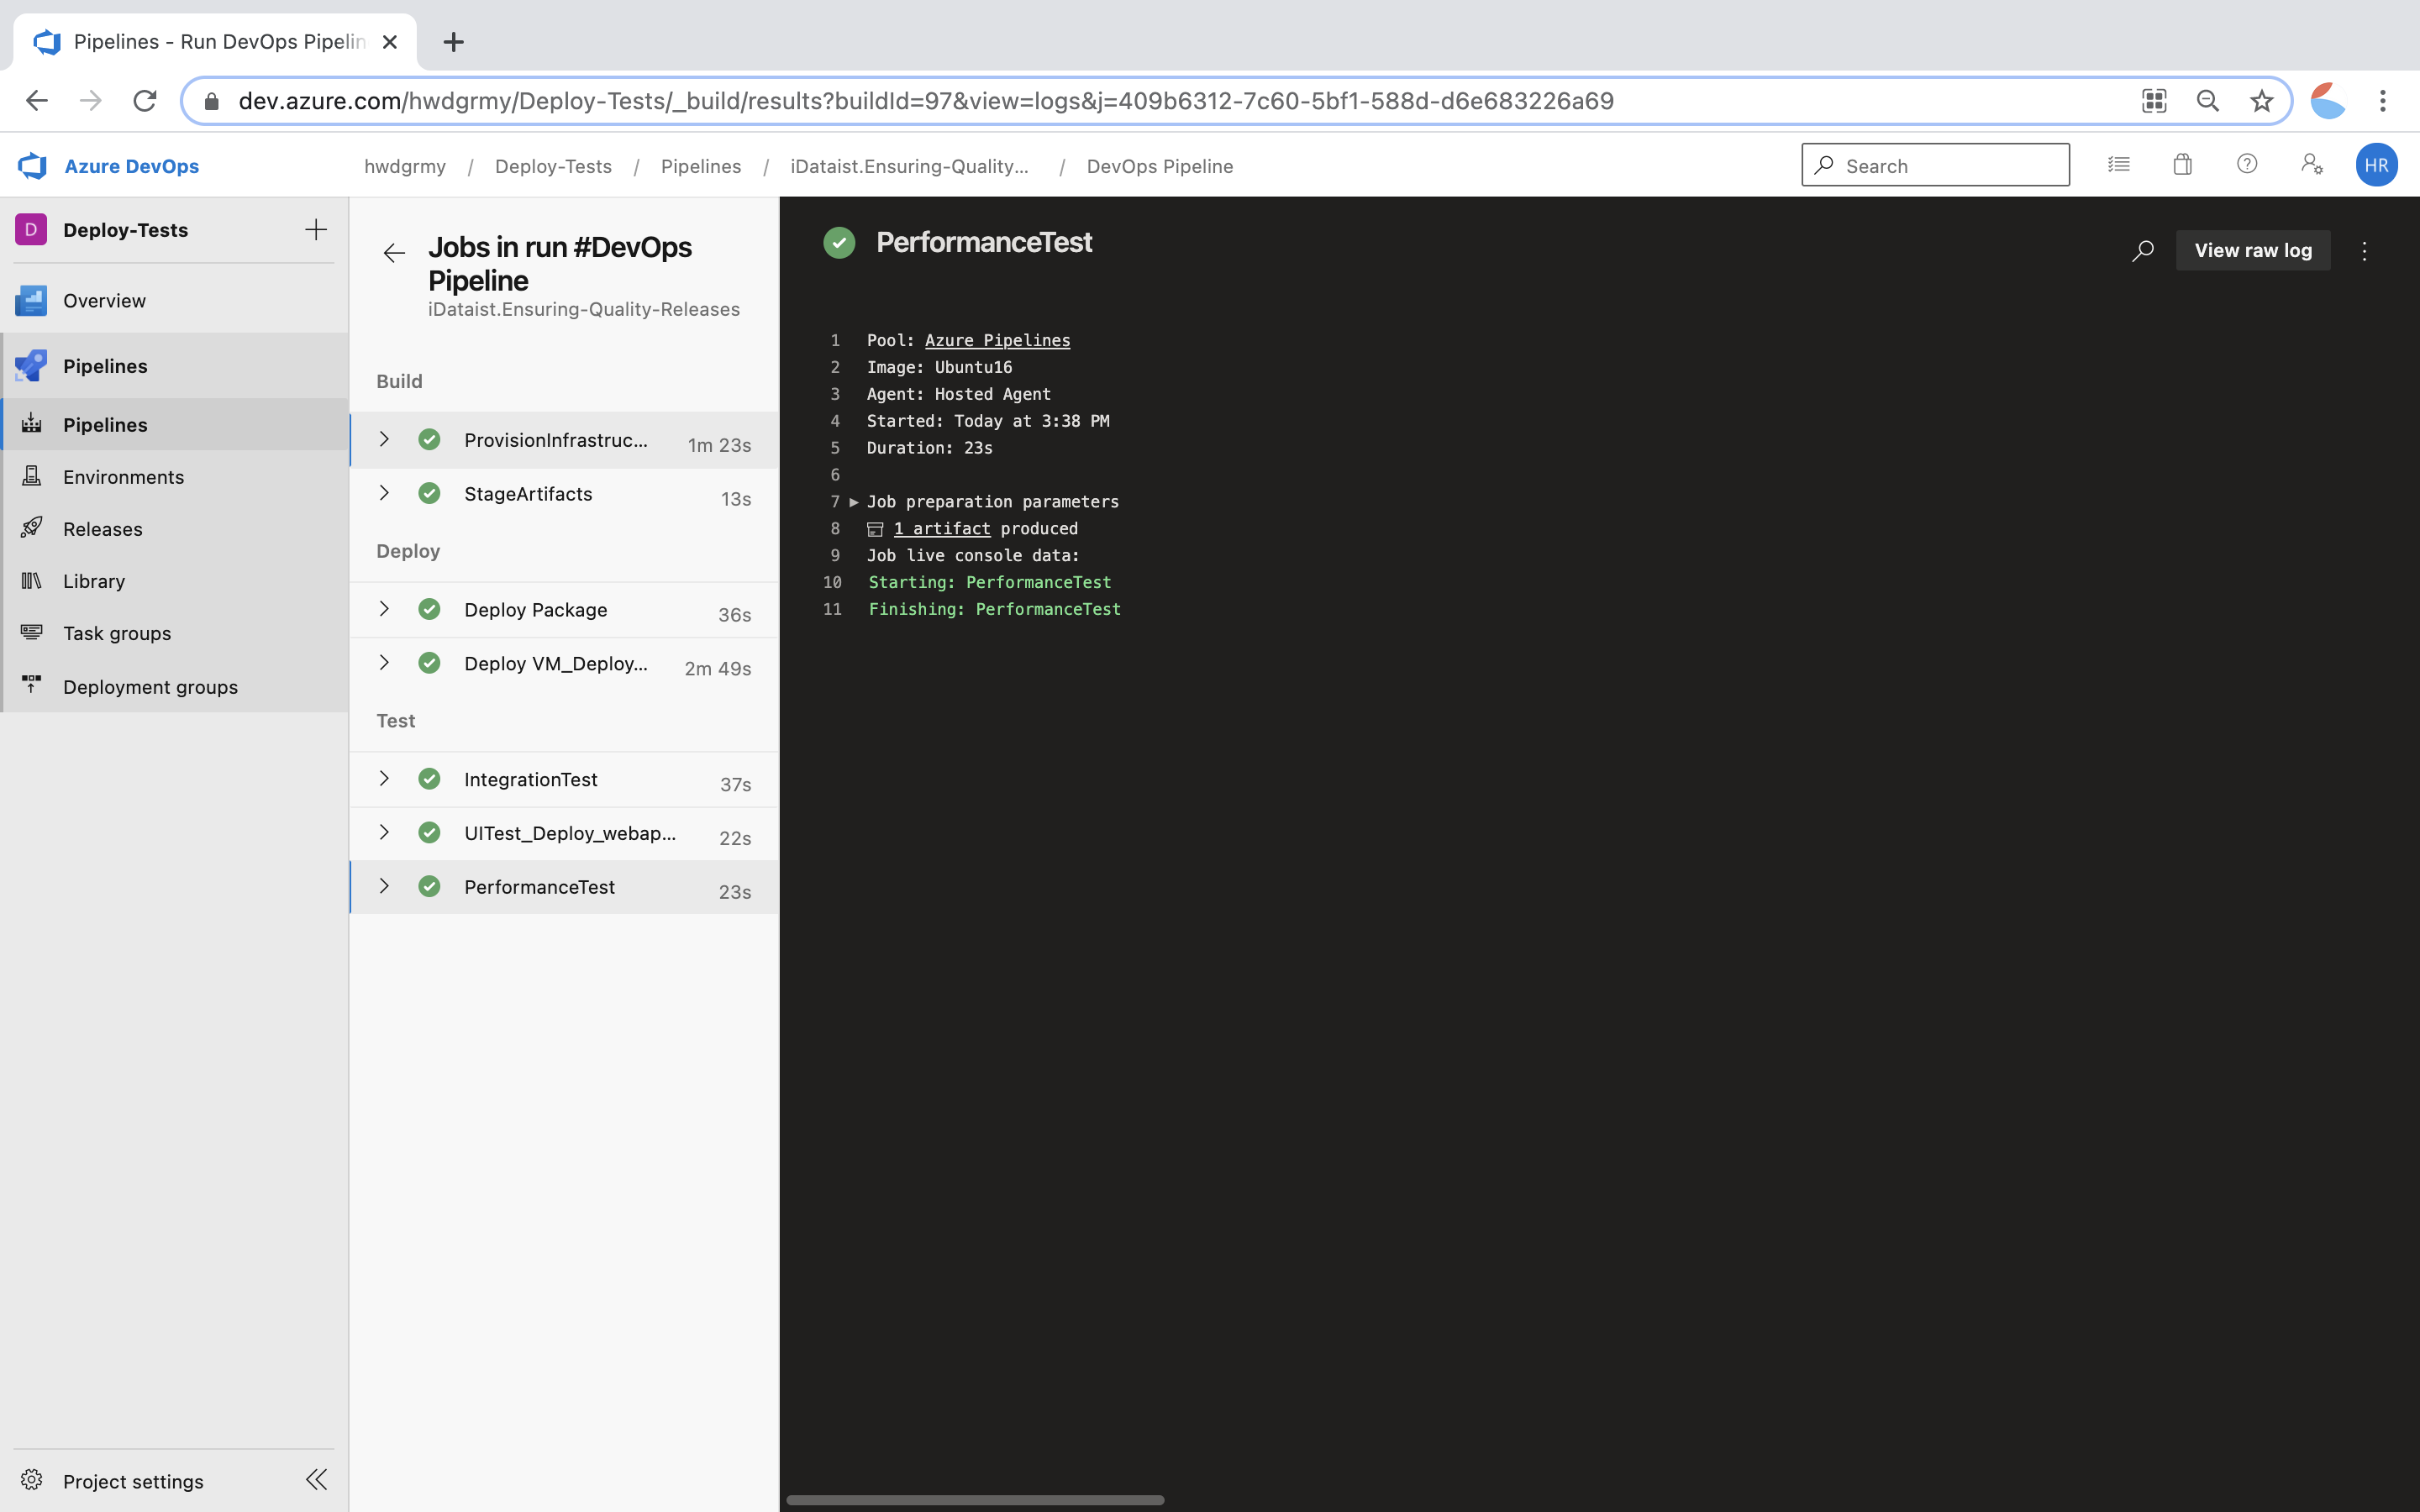 Pipelines - Run DevOps Pipelin
dev.azure.com/hwdgrmy/Deploy-Tests/_build/results?buildId=97&view=logs&j=409b6312-7c60-5bf1-588d-d6e683226a69
Azure DevOps
hwdgrmy / Deploy-Tests / Pipelines / iDataist.Ensuring-Quality... / DevOps Pipeline
Search
HR
D Deploy-Tests
Overview
Pipelines
Pipelines
Environments
Releases
Library
Task groups
Deployment groups
Project settings
Jobs in run #DevOps
Pipeline
iDataist.Ensuring-Quality-Releases
Build
ProvisionInfrastruc... 1m 23s
StageArtifacts 13s
Deploy
Deploy Package 36s
Deploy VM_Deploy... 2m 49s
Test
IntegrationTest 37s
UITest_Deploy_webap... 22s
PerformanceTest 23s
PerformanceTest
View raw log
1 Pool: Azure Pipelines
2 Image: Ubuntu16
3 Agent: Hosted Agent
4 Started: Today at 3:38 PM
5 Duration: 23s
6
7 Job preparation parameters
8 1 artifact produced
9 Job live console data:
10 Starting: PerformanceTest
11 Finishing: PerformanceTest